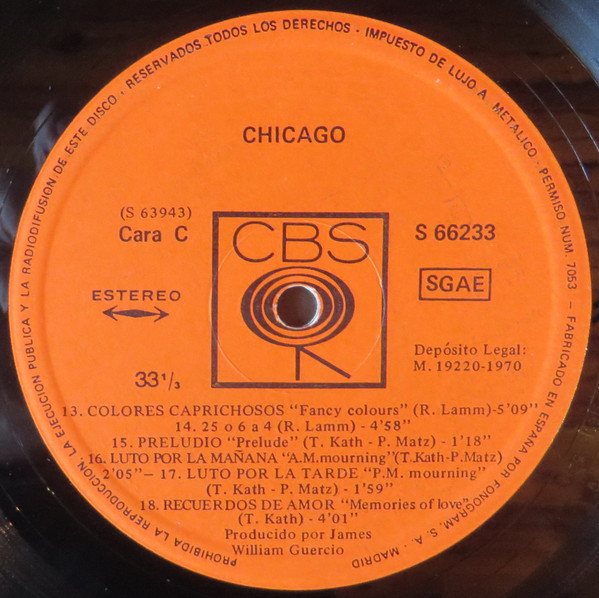 RESERVADOS TODOS LOS DERECHOS - IMPUESTO DE LUJO A METALICO - PERMISO NUM. 7053 - FABRICADO EN ESPAÑA POR FONOGRAM, S. A. - MADRID
PROHIBIDA LA REPRODUCCION, LA EJECUCION PUBLICA Y LA RADIODIFUSION DE ESTE DISCO -
CHICAGO
(S 63943)
Cara C
CBS
S 66233
SGAE
ESTEREO
33 1/3
Depósito Legal:
M. 19220-1970
13. COLORES CAPRICHOSOS "Fancy colours" (R. Lamm)-5'09"
14. 25 o 6 a 4 (R. Lamm) - 4'58"
15. PRELUDIO "Prelude" (T. Kath - P. Matz) - 1'18"
16. LUTO POR LA MAÑANA "A.M.mourning"(T.Kath-P.Matz)
2'05"- 17. LUTO POR LA TARDE "P.M. mourning"
(T. Kath - P. Matz) - 1'59"
18. RECUERDOS DE AMOR "Memories of love"
(T. Kath) - 4'01"
Producido por James
William Guercio